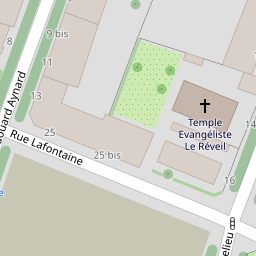 8
9 bis
11
13
ouard Aynard
25
Rue Lafontaine
25 bis
Temple
Evangéliste
Le Réveil
14
16
elieu
8
e